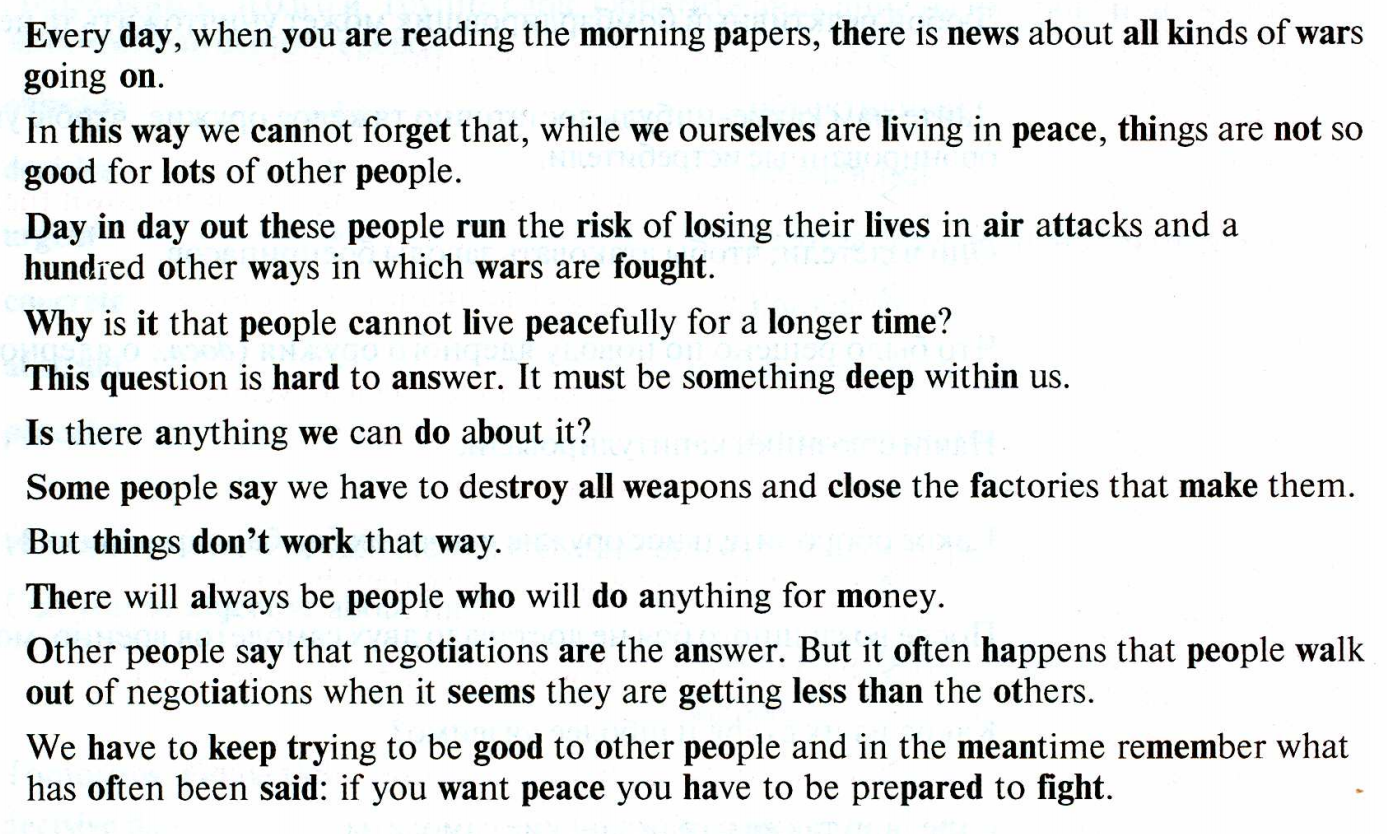 Every day, when you are reading the morning papers, there is news about all kinds of wars
going on.
In this way we cannot forget that, while we ourselves are living in peace, things are not so
good for lots of other people.
Day in day out these people run the risk of losing their lives in air attacks and a
hundred other ways in which wars are fought.
Why is it that people cannot live peacefully for a longer time?
This question is hard to answer. It must be something deep within us.
Is there anything we can do about it?
Some people say we have to destroy all weapons and close the factories that make them.
But things don't work that way.
There will always be people who will do anything for money.
Other people say that negotiations are the answer. But it often happens that people walk
out of negotiations when it seems they are getting less than the others.
We have to keep trying to be good to other people and in the meantime remember what
has often been said: if you want peace you have to be prepared to fight.